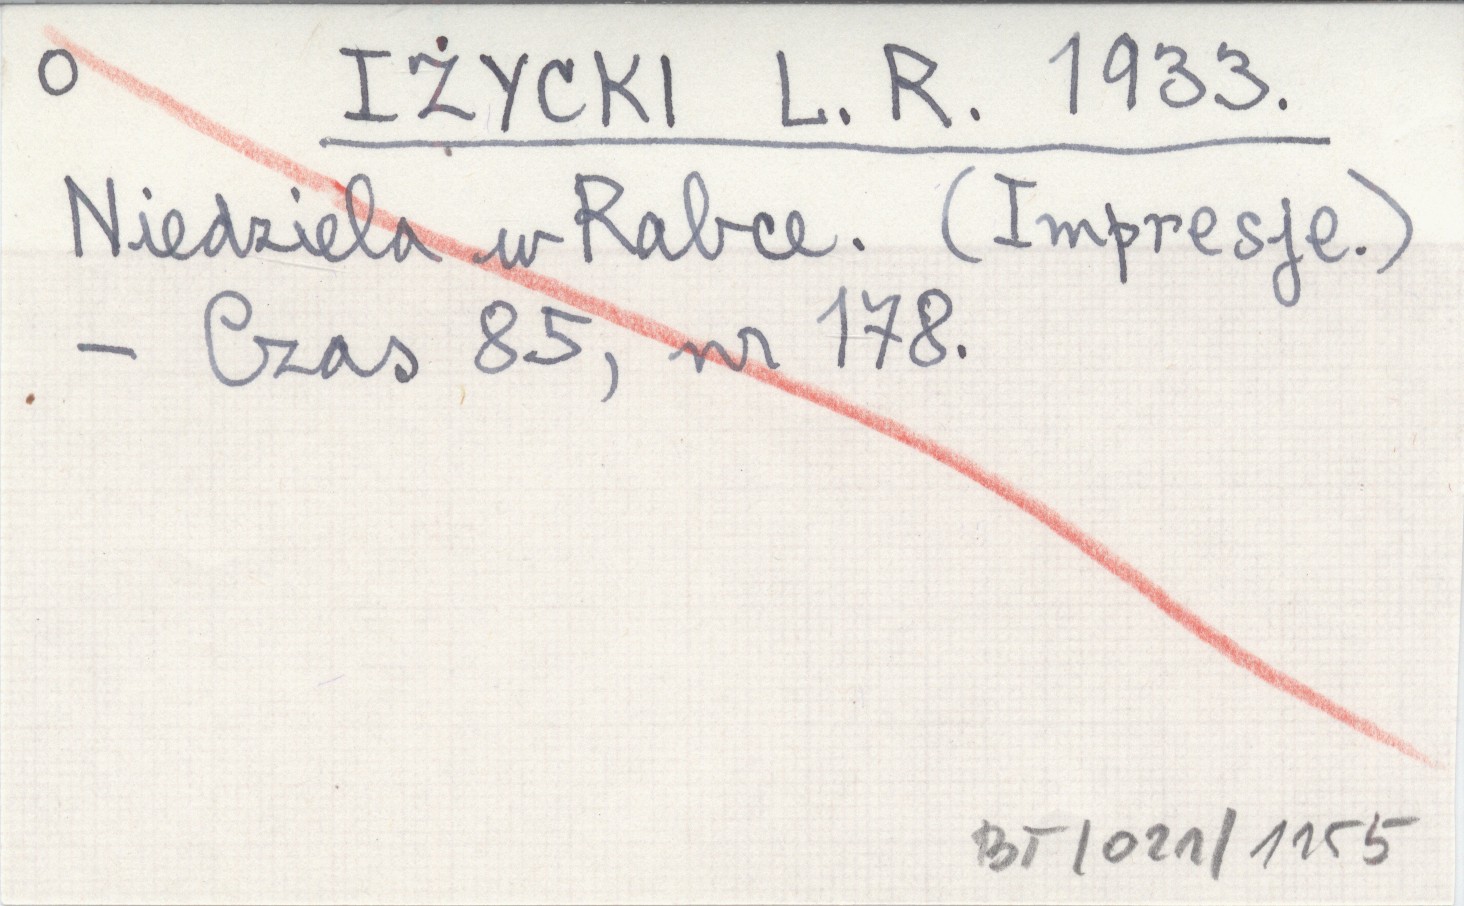 O IŻYCKI L. R. 1933.
Niedziela w Rabce. (Impresje.)
- Czas 85, nr 178.
BT/021/1155